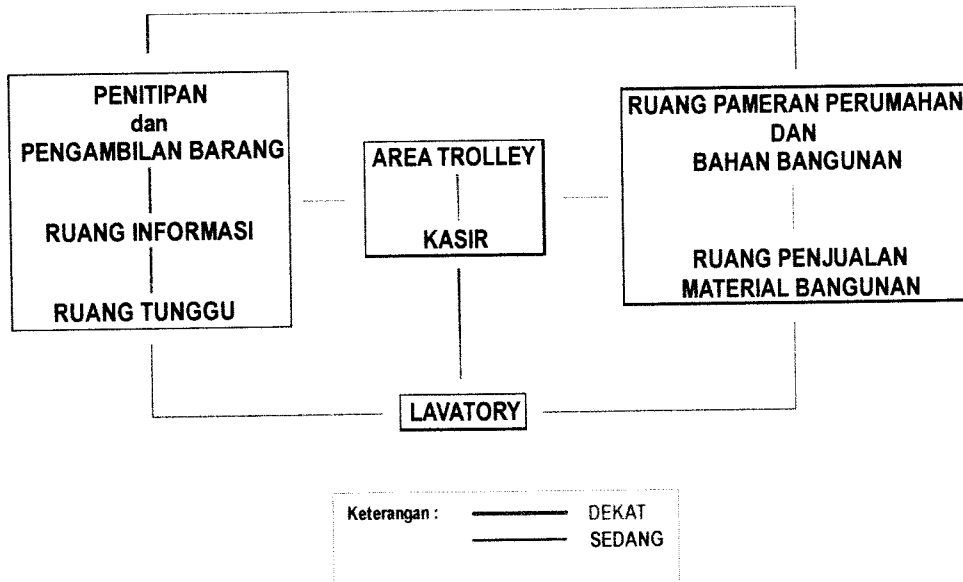 PENITIPAN
dan
PENGAMBILAN BARANG
RUANG INFORMASI
RUANG TUNGGU
AREA TROLLEY
KASIR
RUANG PAMERAN PERUMAHAN
DAN
BAHAN BANGUNAN
RUANG PENJUALAN
MATERIAL BANGUNAN
LAVATORY
Keterangan : DEKAT
SEDANG